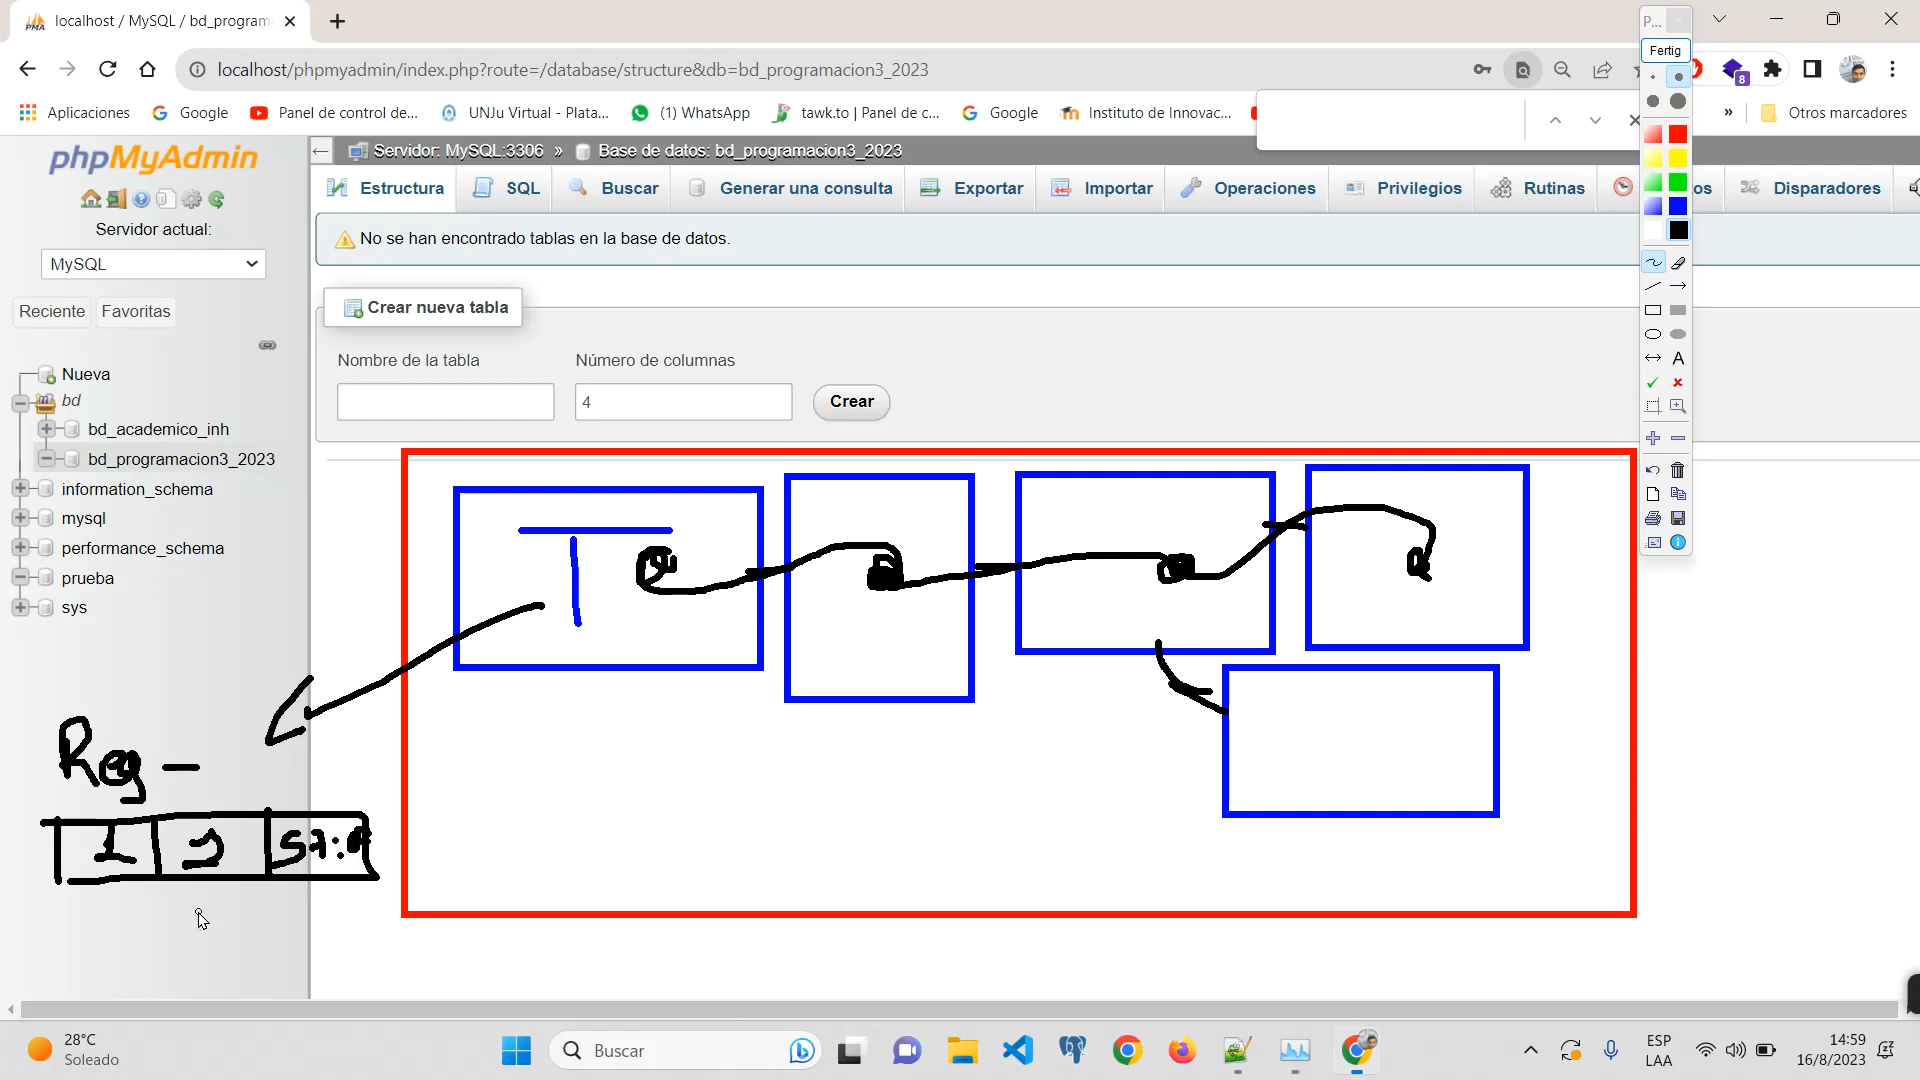 localhost / MySQL / bd_program
P...
Fertig
localhost/phpmyadmin/index.php?route=/database/structure&db=bd_programacion3_2023
8
Aplicaciones
Google
Panel de control de...
UNJu Virtual - Plata...
(1) WhatsApp
tawk.to | Panel de c...
Google
Instituto de Innovac...
»
Otros marcadores
phpMyAdmin
Servidor: MySQL:3306 » Base de datos: bd_programacion3_2023
Estructura
SQL
Buscar
Generar una consulta
Exportar
Importar
Operaciones
Privilegios
Rutinas
os
Disparadores
Servidor actual:
MySQL
No se han encontrado tablas en la base de datos.
Reciente
Favoritas
Crear nueva tabla
Nombre de la tabla
Número de columnas
4
Crear
A
Nueva
bd
bd_academico_inh
bd_programacion3_2023
information_schema
mysql
performance_schema
prueba
sys
T
Reg -
28°C
Soleado
Buscar
ESP
LAA
14:59
16/8/2023